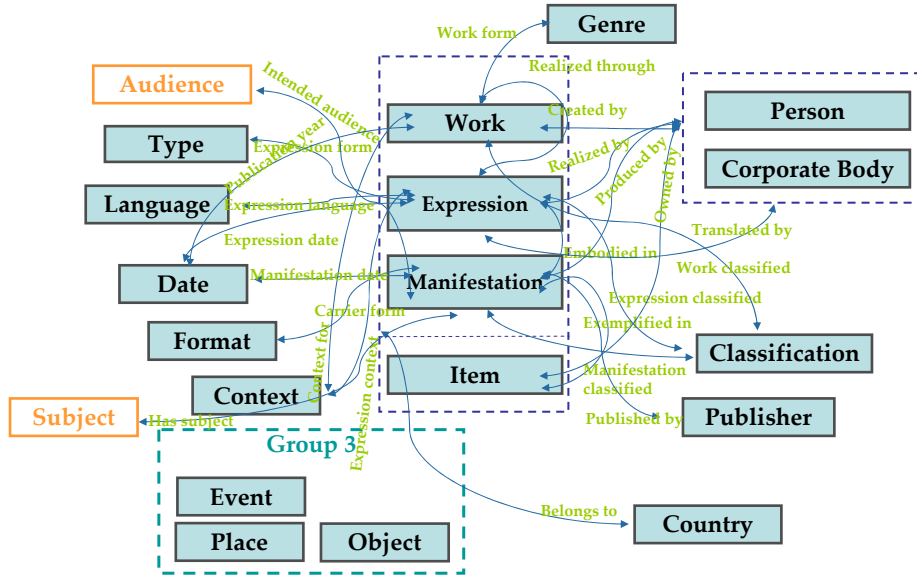 Genre
Work form
Realized through
Audience
Intended audience
Person
Created by
Work
Type
Expression form
Publication year
Realized by
Produced by
Owned by
Corporate Body
Language
Expression language
Expression
Translated by
Expression date
Embodied in
Work classified
Date
Manifestation date
Manifestation
Expression classified
Carrier form
Format
Context for
Exemplified in
Classification
Expression context
Item
Manifestation
classified
Context
Subject
Has subject
Published by
Publisher
Group 3
Event
Belongs to
Country
Place
Object